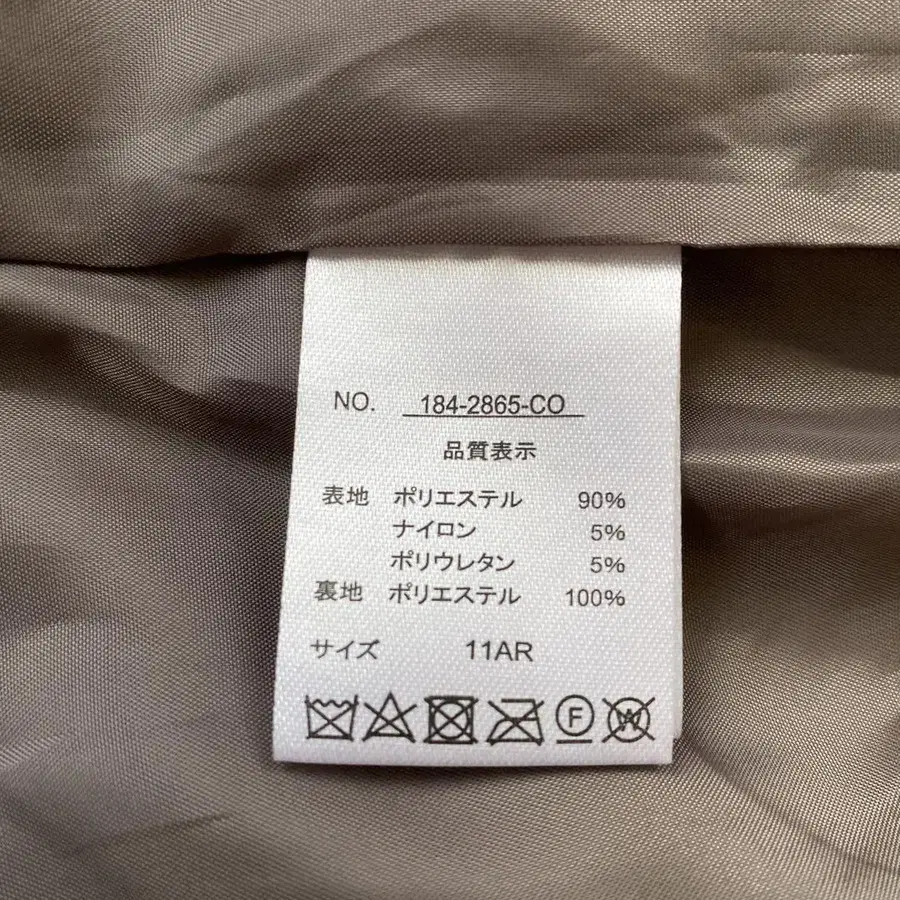 NO. 184-2865-CO
品質表示
表地 ポリエステル 90%
ナイロン 5%
ポリウレタン 5%
裏地 ポリエステル 100%
サイズ 11AR
F W